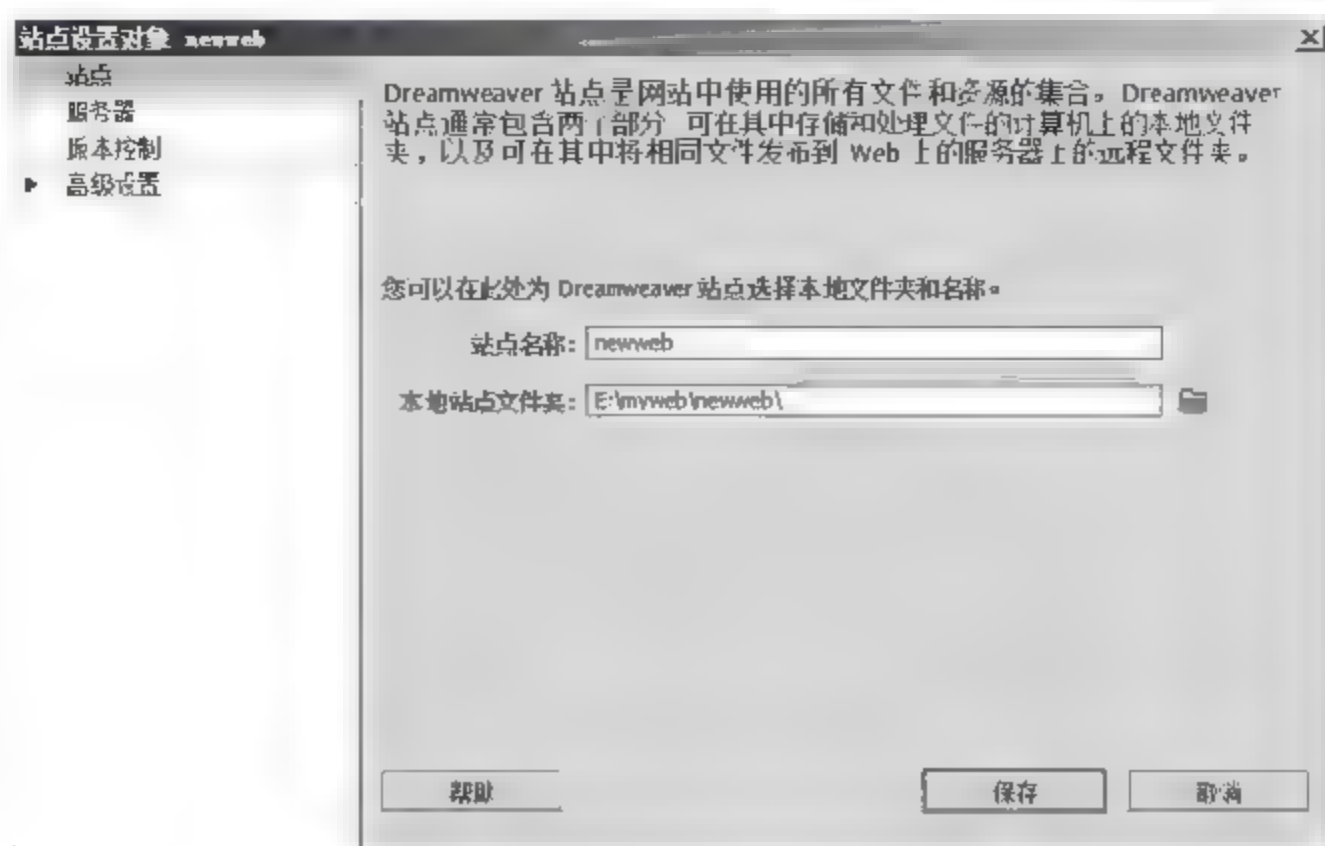 站点设置对象 newweb
站点
服务器
版本控制
高级设置
Dreamweaver 站点是网站中使用的所有文件和资源的集合。Dreamweaver
站点通常包含两个部分 可在其中存储和处理文件的计算机上的本地文件
夹，以及可在其中将相同文件发布到 Web 上的服务器上的远程文件夹。
您可以在此处为 Dreamweaver 站点选择本地文件夹和名称。
站点名称: newweb
本地站点文件夹: E:\myweb\newweb\
帮助
保存
取消